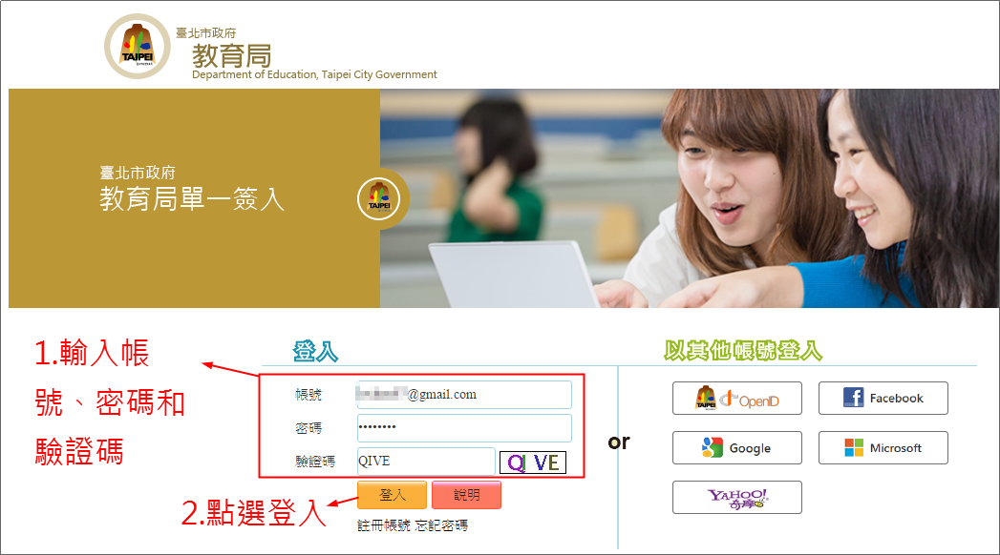 臺北市政府
教育局
Department of Education, Taipei City Government
TAIPEI
臺北市政府
教育局單一簽入
TAIPEI
1.輸入帳
號、密碼和
驗證碼
登入
帳號
@gmail.com
密碼
••••••••
驗證碼
QIVE
QIVE
登入
說明
2.點選登入
註冊帳號 忘記密碼
or
以其他帳號登入
TAIPEI OpenID
Facebook
Google
Microsoft
YAHOO!
奇摩